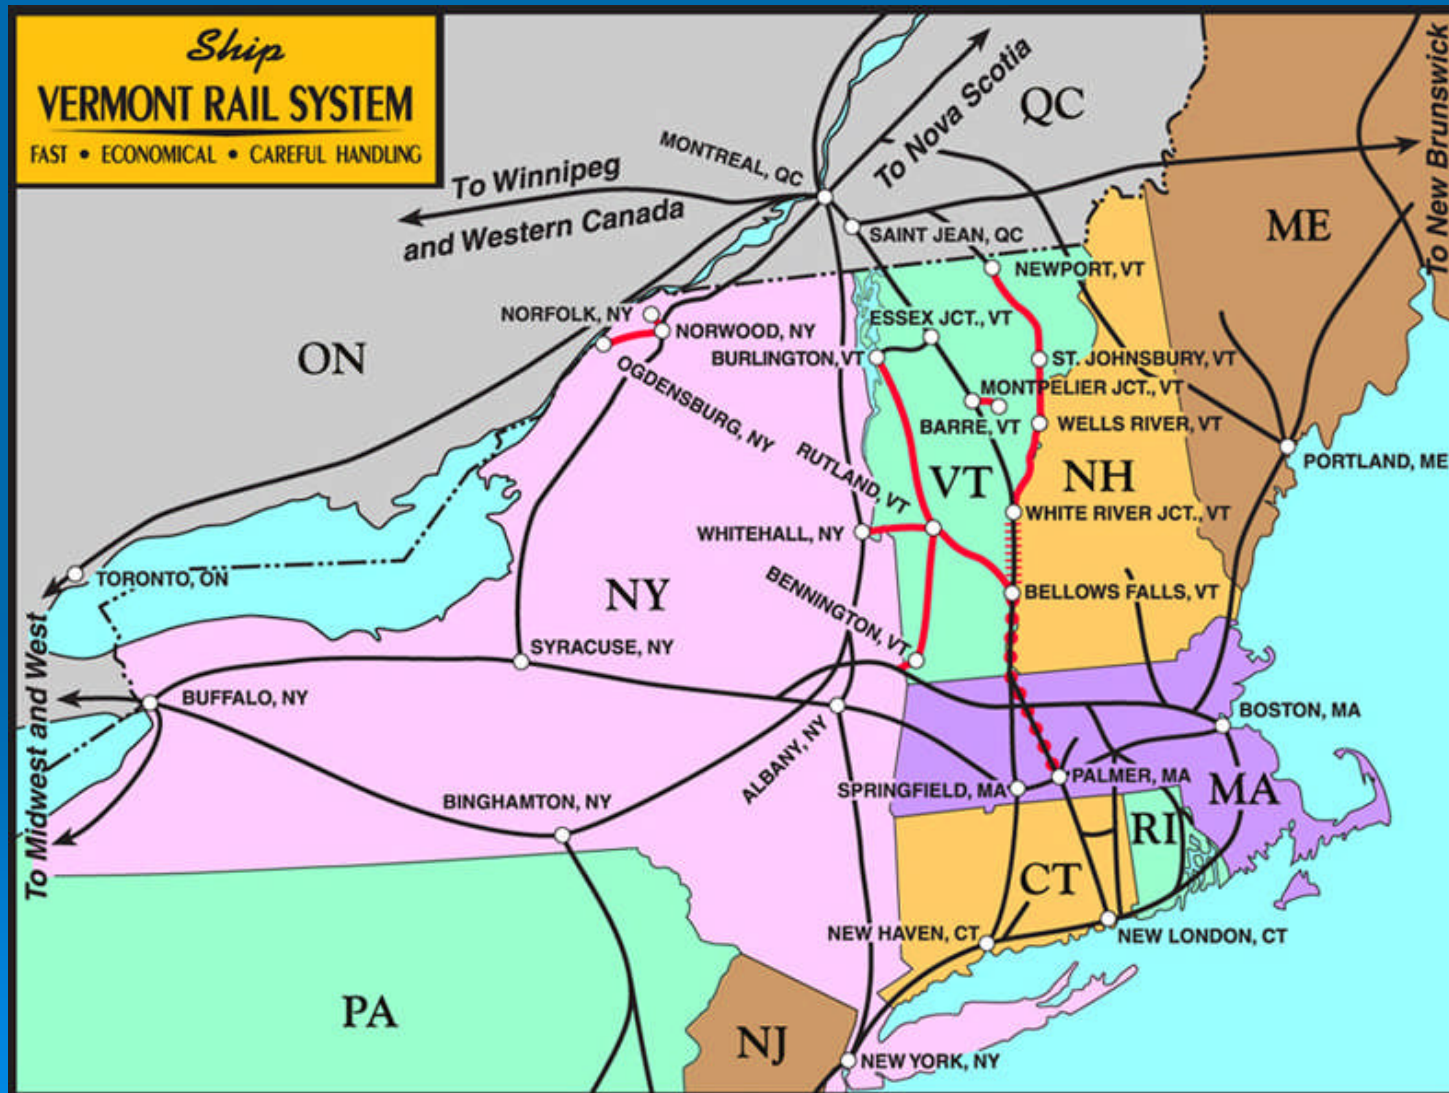 Ship
VERMONT RAIL SYSTEM
FAST • ECONOMICAL • CAREFUL HANDLING
To Winnipeg
and Western Canada
MONTREAL, QC
To Nova Scotia
QC
To New Brunswick
ME
SAINT JEAN, QC
NEWPORT, VT
NORFOLK, NY
NORWOOD, NY
ESSEX JCT., VT
ON
BURLINGTON, VT
ST. JOHNSBURY, VT
OGDENSBURG, NY
MONTPELIER JCT., VT
BARRE, VT
WELLS RIVER, VT
RUTLAND, VT
VT
NH
PORTLAND, ME
WHITE RIVER JCT., VT
WHITEHALL, NY
TORONTO, ON
NY
BENNINGTON, VT
BELLOWS FALLS, VT
SYRACUSE, NY
To Midwest and West
BUFFALO, NY
ALBANY, NY
BOSTON, MA
BINGHAMTON, NY
SPRINGFIELD, MA
PALMER, MA
MA
RI
CT
NEW HAVEN, CT
NEW LONDON, CT
PA
NJ
NEW YORK, NY